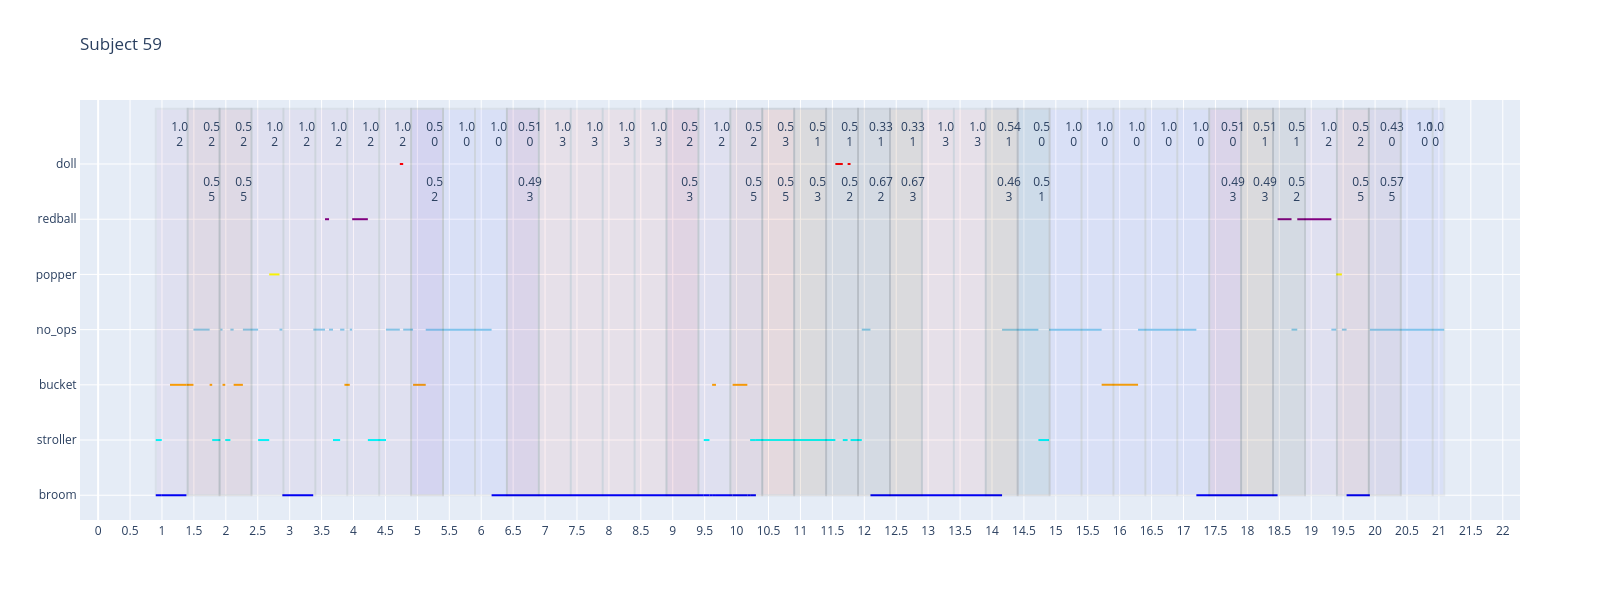 Subject 59
1.0 0.5 0.5 1.0 1.0 1.0 1.0 1.0 0.5 1.0 1.0 0.51 1.0 1.0 1.0 1.0 0.5 1.0 0.5 0.5 0.5 0.5 0.33 0.33 1.0 1.0 0.54 0.5 1.0 1.0 1.0 1.0 1.0 0.51 0.51 0.5 1.0 0.5 0.43 1.0 1.0
2 2 2 2 2 2 2 2 0 0 0 0 3 3 3 3 2 2 2 3 1 1 1 1 3 3 1 0 0 0 0 0 0 0 1 1 2 2 0 0 0
doll
0.5 0.5 0.5 0.49 0.5 0.5 0.5 0.5 0.5 0.67 0.67 0.46 0.5 0.49 0.49 0.5 0.5 0.57
5 5 2 3 3 5 5 3 2 2 3 3 1 3 3 2 5 5
redball
popper
no_ops
bucket
stroller
broom
0 0.5 1 1.5 2 2.5 3 3.5 4 4.5 5 5.5 6 6.5 7 7.5 8 8.5 9 9.5 10 10.5 11 11.5 12 12.5 13 13.5 14 14.5 15 15.5 16 16.5 17 17.5 18 18.5 19 19.5 20 20.5 21 21.5 22